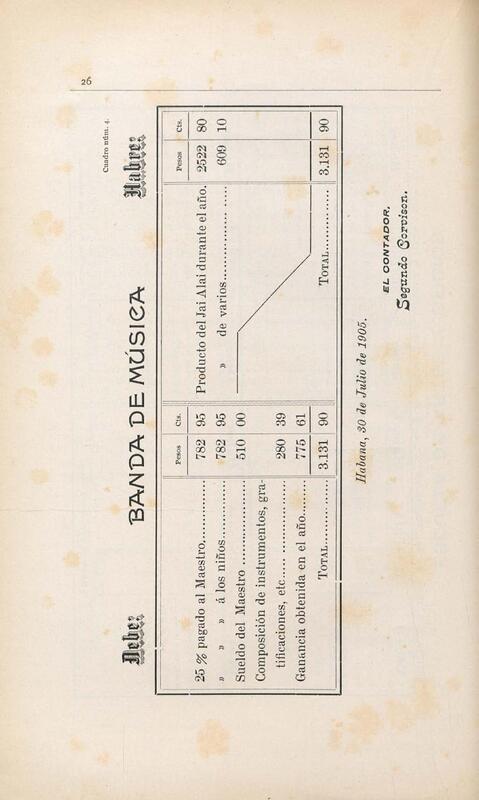 26
Cuadro núm. 4.
Debe: BANDA DE MÚSICA Habre:
Pesos Cts. Pesos Cts.
25 % pagado al Maestro.......... 782 95 Producto del Jai Alai durante el año. 2522 80
» » » á los niños.......... 782 95 » de varios.......... 609 10
Sueldo del Maestro .......... 510 00
Composición de instrumentos, gra-
tificaciones, etc.......... 280 39
Ganancia obtenida en el año.......... 775 61
TOTAL.......... 3.131 90 TOTAL.......... 3.131 90
Habana, 30 de Julio de 1905.
EL CONTADOR,
Segundo Corvison.